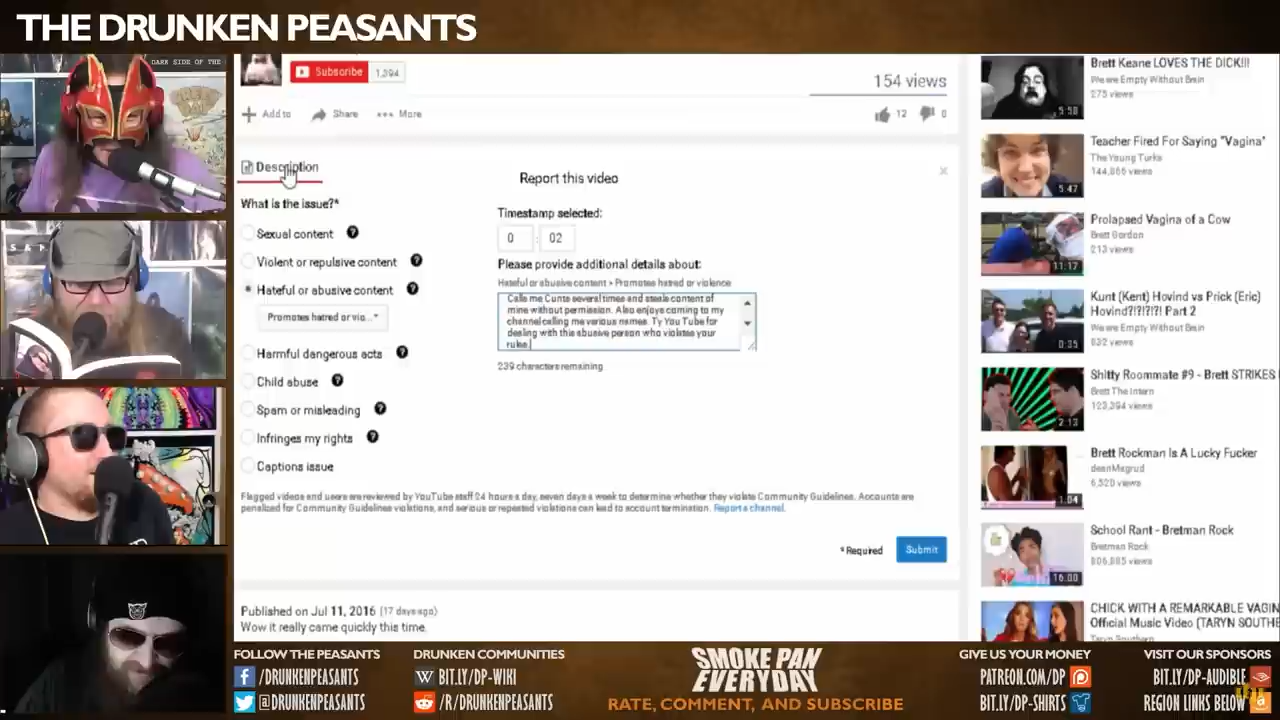 THE DRUNKEN PEASANTS
DARK SIDE OF THE
Subscribe 1,394
154 views
Add to Share More
12 0
Description
Report this video
What is the issue?*
Sexual content
Violent or repulsive content
Hateful or abusive content
Promotes hatred or vio...
Harmful dangerous acts
Child abuse
Spam or misleading
Infringes my rights
Captions issue
Timestamp selected:
0 : 02
Please provide additional details about:
Hateful or abusive content > Promotes hatred or violence
Calls me Cunts several times and steals content of
mine without permission. Also enjoys coming to my
channel calling me various names. Ty YouTube for
dealing with this abusive person who violates your
rules.
239 characters remaining
Flagged videos and users are reviewed by YouTube staff 24 hours a day, seven days a week to determine whether they violate Community Guidelines. Accounts are
penalized for Community Guidelines violations, and serious or repeated violations can lead to account termination. Report a channel.
* Required Submit
Published on Jul 11, 2016 (17 days ago)
Wow it really came quickly this time.
Brett Keane LOVES THE DICK!!!
We are Empty Without Brain
275 views
5:50
Teacher Fired For Saying "Vagina"
The Young Turks
144,866 views
5:47
Prolapsed Vagina of a Cow
Brett Gordon
213 views
11:17
Kunt (Kent) Hovind vs Prick (Eric)
Hovind?!?!?!?! Part 2
We are Empty Without Brain
832 views
0:35
Shitty Roommate #9 - Brett STRIKES
Brett The Intern
123,394 views
2:13
Brett Rockman Is A Lucky Fucker
deanMagrud
6,520 views
1:04
School Rant - Bretman Rock
Bretman Rock
806,885 views
16:00
CHICK WITH A REMARKABLE VAGIN
Official Music Video (TARYN SOUTHE
Taryn Southern
FOLLOW THE PEASANTS
/DRUNKENPEASANTS
@DRUNKENPEASANTS
DRUNKEN COMMUNITIES
BIT.LY/DP-WIKI
/R/DRUNKENPEASANTS
SMOKE PAN
EVERYDAY
RATE, COMMENT, AND SUBSCRIBE
GIVE US YOUR MONEY
PATREON.COM/DP
BIT.LY/DP-SHIRTS
VISIT OUR SPONSORS
BIT.LY/DP-AUDIBLE
REGION LINKS BELOW